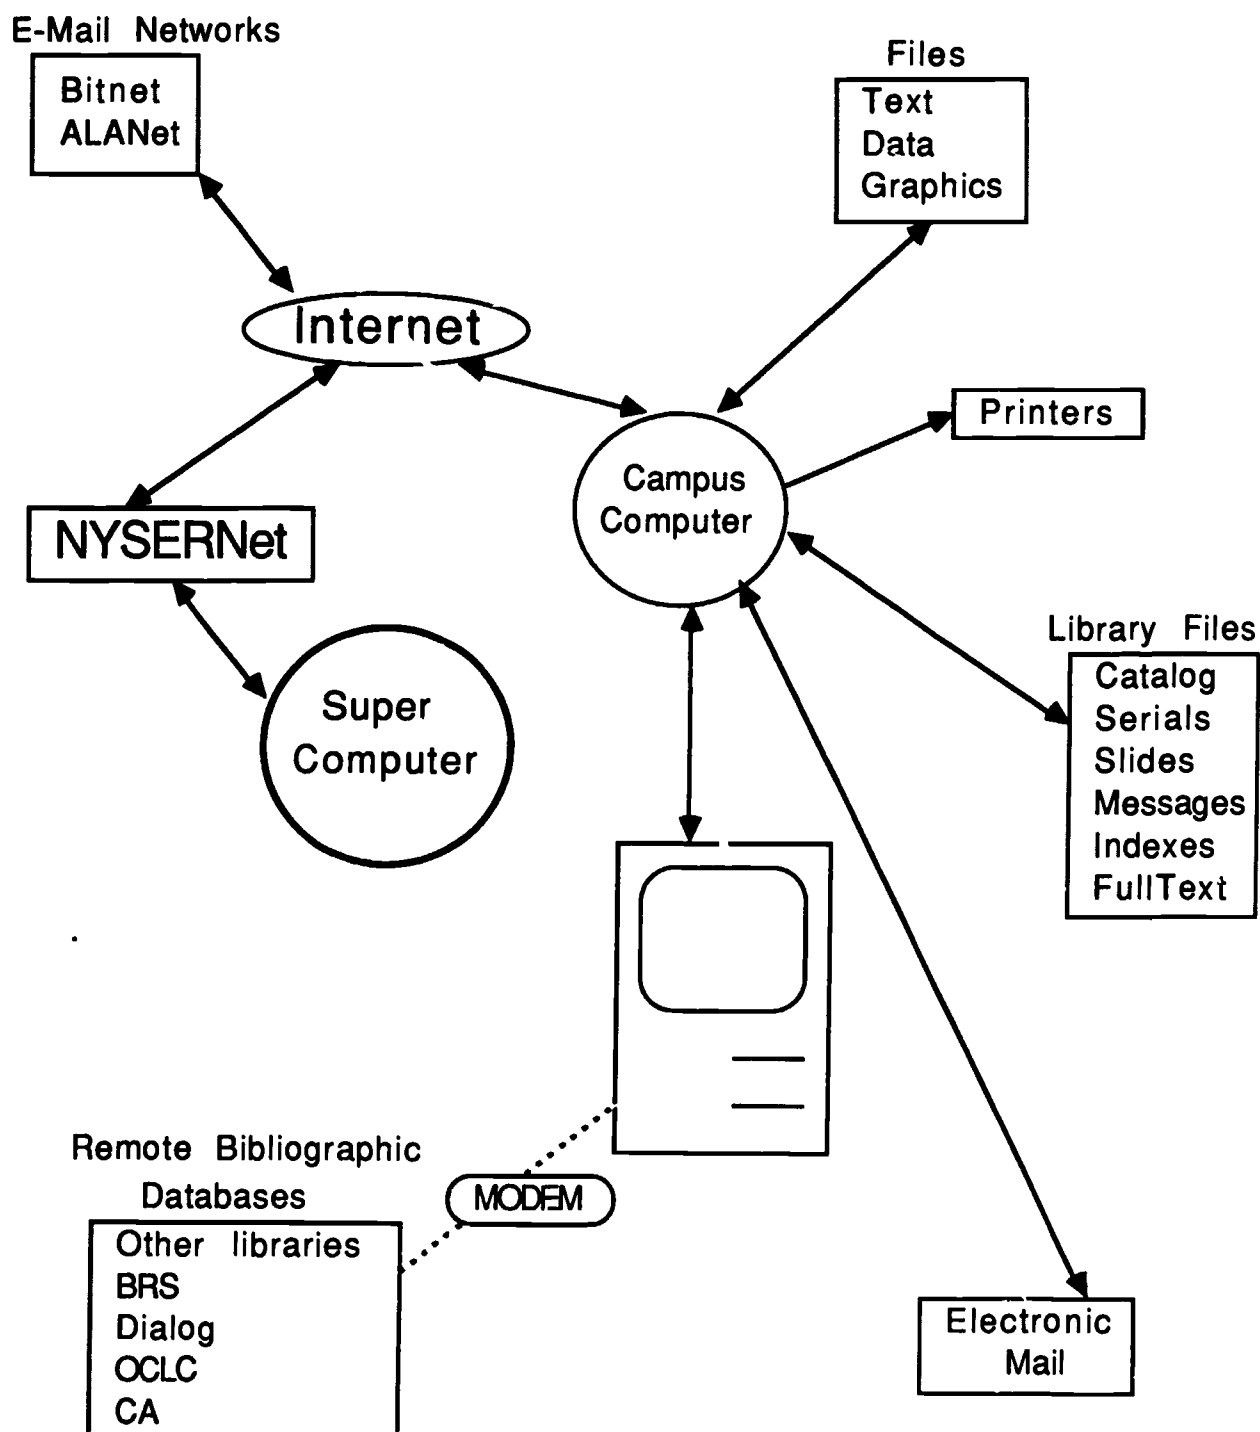 E-Mail Networks
Bitnet
ALANet
Files
Text
Data
Graphics
Internet
Printers
Campus
Computer
NYSERNet
Super
Computer
Library Files
Catalog
Serials
Slides
Messages
Indexes
FullText
Remote Bibliographic
Databases
MODEM
Other libraries
BRS
Dialog
OCLC
CA
Electronic
Mail